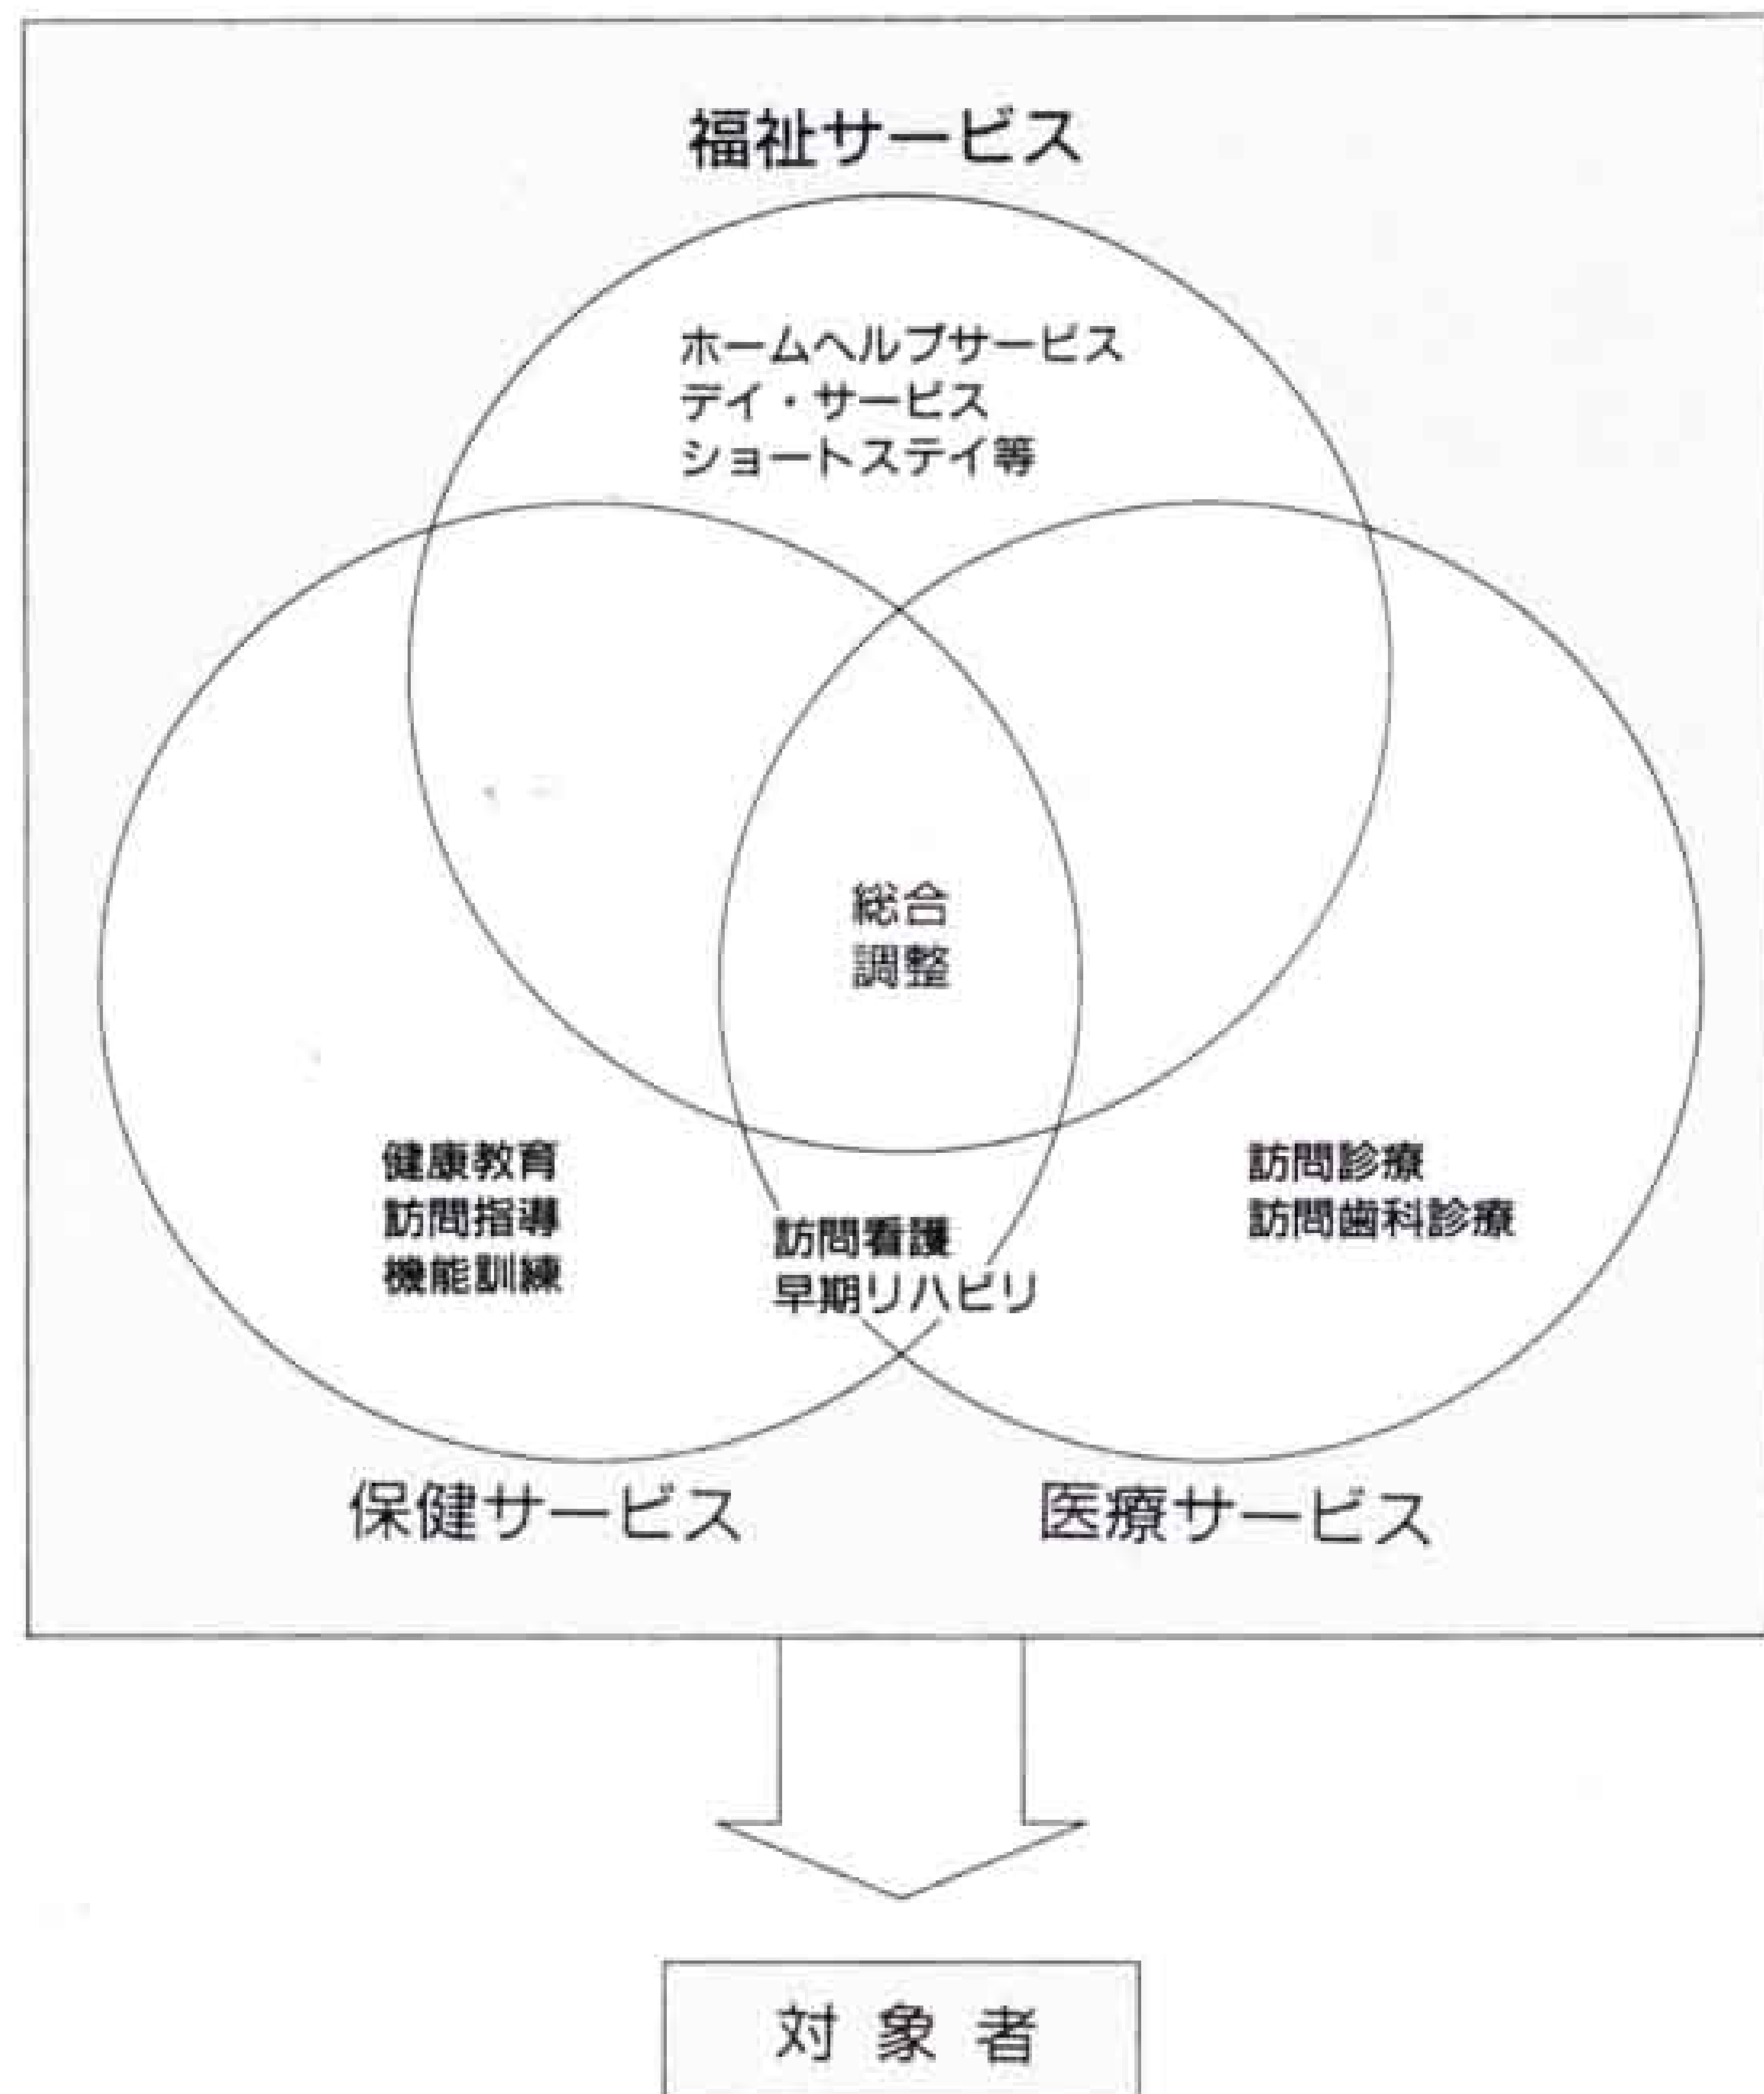 福祉サービス
ホームヘルプサービス
デイ・サービス
ショートステイ等
総合
調整
健康教育
訪問指導
機能訓練
訪問看護
早期リハビリ
訪問診療
訪問歯科診療
保健サービス
医療サービス
対象者